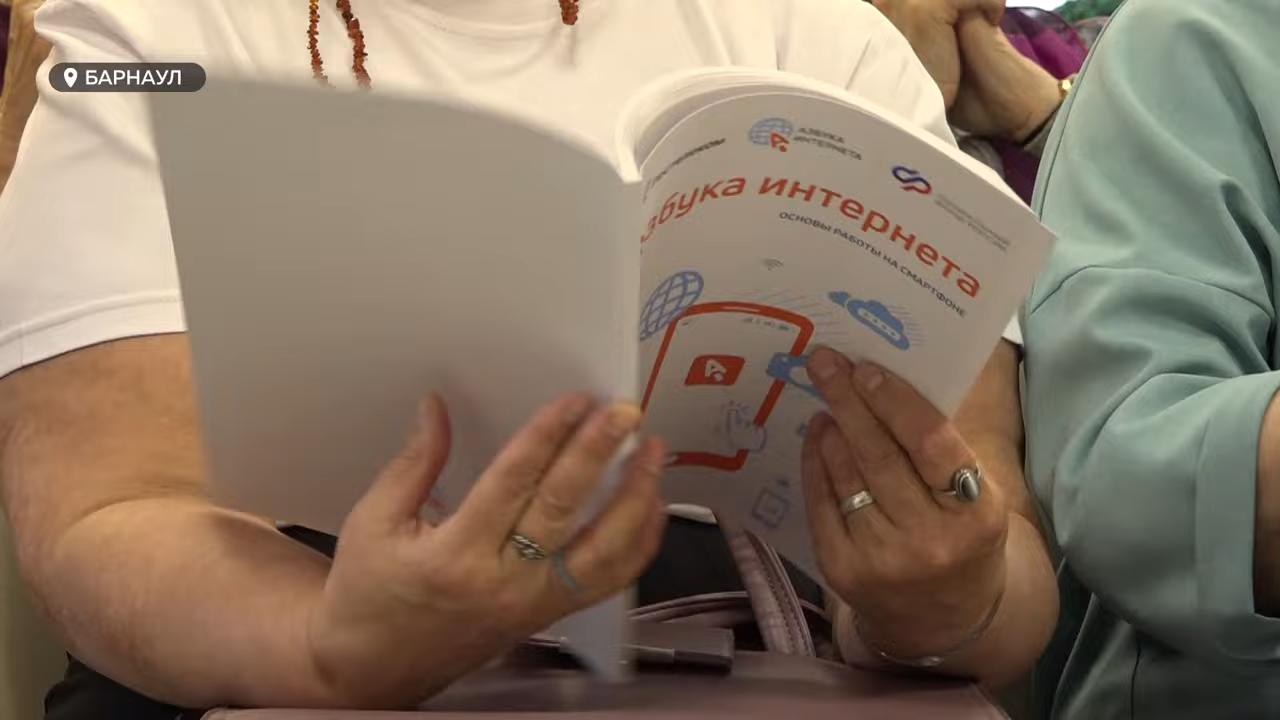 БАРНАУЛ
АЗБУКА
ИНТЕРНЕТА
збука интернета
ОСНОВЫ РАБОТЫ НА СМАРТФОНЕ